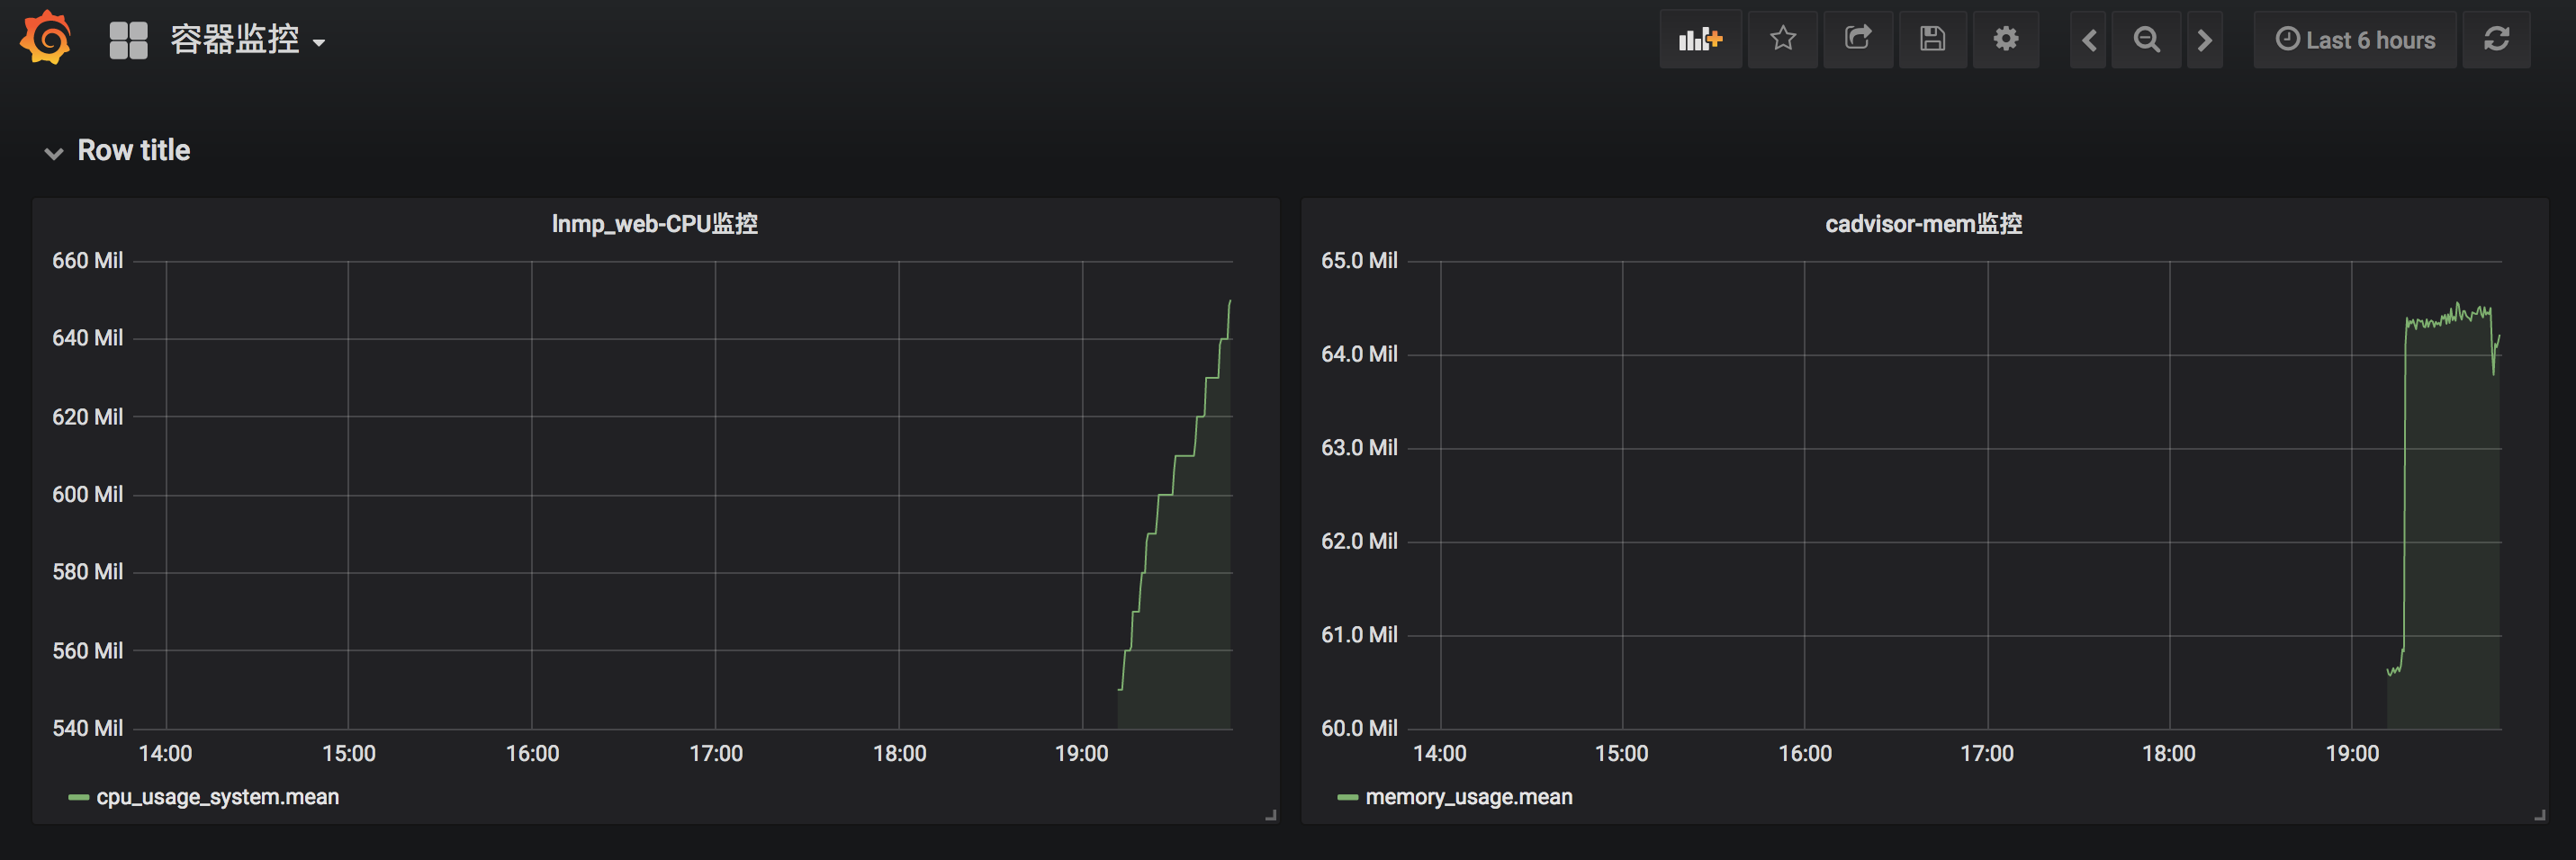 容器监控
Last 6 hours
Row title
lnmp_web-CPU监控
660 Mil
640 Mil
620 Mil
600 Mil
580 Mil
560 Mil
540 Mil
14:00 15:00 16:00 17:00 18:00 19:00
cpu_usage_system.mean
cadvisor-mem监控
65.0 Mil
64.0 Mil
63.0 Mil
62.0 Mil
61.0 Mil
60.0 Mil
14:00 15:00 16:00 17:00 18:00 19:00
memory_usage.mean